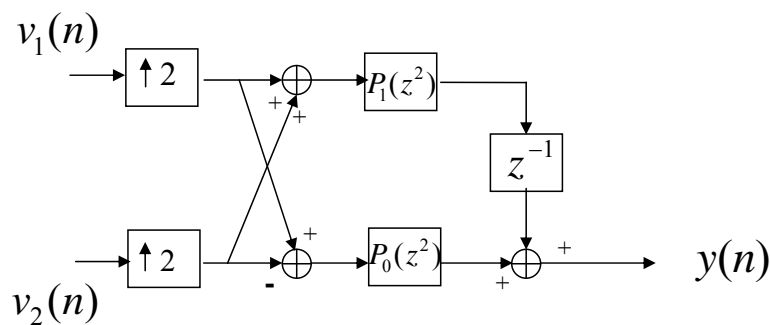 v₁(n)
↑ 2
+ +
P₁(z²)
z⁻¹
+
↑ 2
-
P₀(z²)
+
+
y(n)
v₂(n)